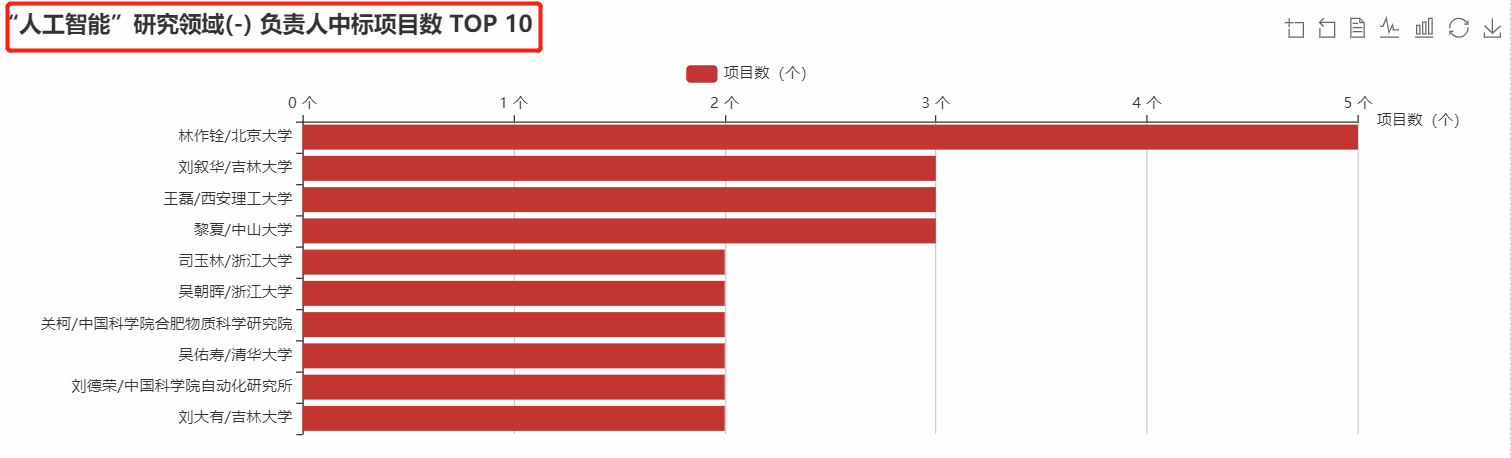 “人工智能”研究领域(-) 负责人中标项目数 TOP 10
项目数（个）
0 个 1 个 2 个 3 个 4 个 5 个
项目数（个）
林作铨/北京大学
刘叙华/吉林大学
王磊/西安理工大学
黎夏/中山大学
司玉林/浙江大学
吴朝晖/浙江大学
关柯/中国科学院合肥物质科学研究院
吴佑寿/清华大学
刘德荣/中国科学院自动化研究所
刘大有/吉林大学